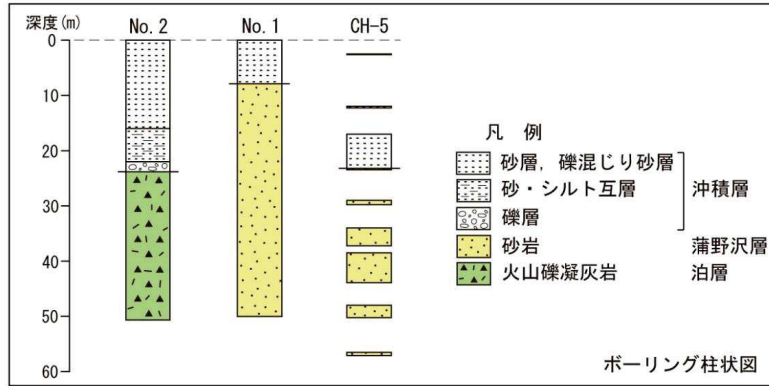 深度(m)
No. 2
No. 1
CH-5
0
10
20
30
40
50
60
凡 例
砂層，礫混じり砂層
砂・シルト互層
沖積層
礫層
砂岩
蒲野沢層
火山礫凝灰岩
泊層
ボーリング柱状図